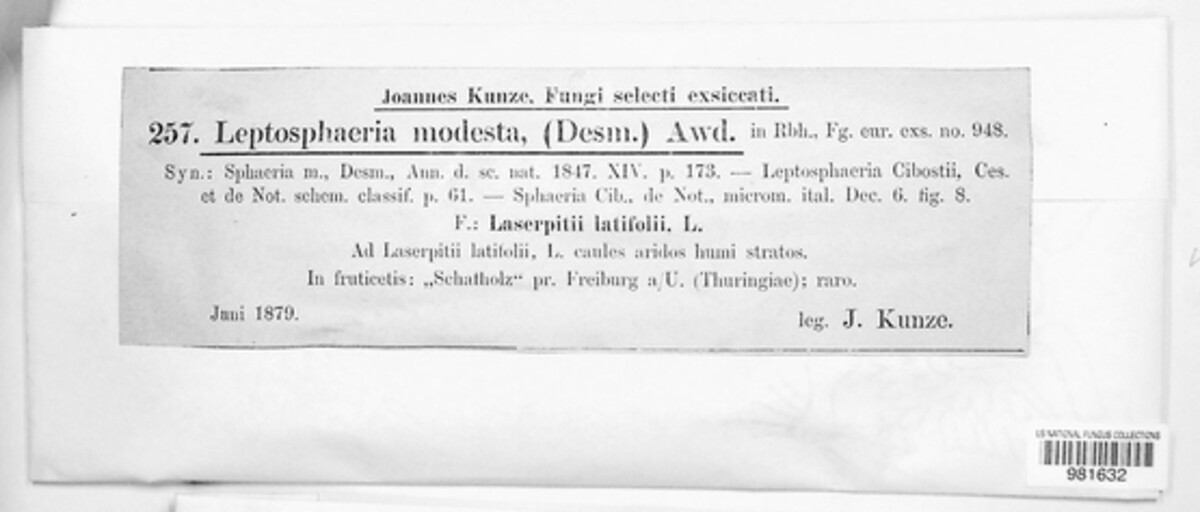 Joannes Kunze. Fungi selecti exsiccati.
257. Leptosphaeria modesta, (Desm.) Awd. in Rbh., Fg. eur. exs. no. 948.
Syn.: Sphaeria m., Desm., Ann. d. sc. nat. 1847. XIV. p. 173. — Leptosphaeria Cibostii, Ces.
et de Not. schem. classif. p. 61. — Sphaeria Cib., de Not., microm. ital. Dec. 6. fig. 8.
F.: Laserpitii latifolii, L.
Ad Laserpitii latifolii, L. caules aridos humi stratos.
In fruticetis: „Schafholz“ pr. Freiburg a/U. (Thuringiae); raro.
Juni 1879.
leg. J. Kunze.
US NATIONAL FUNGUS COLLECTIONS
981632